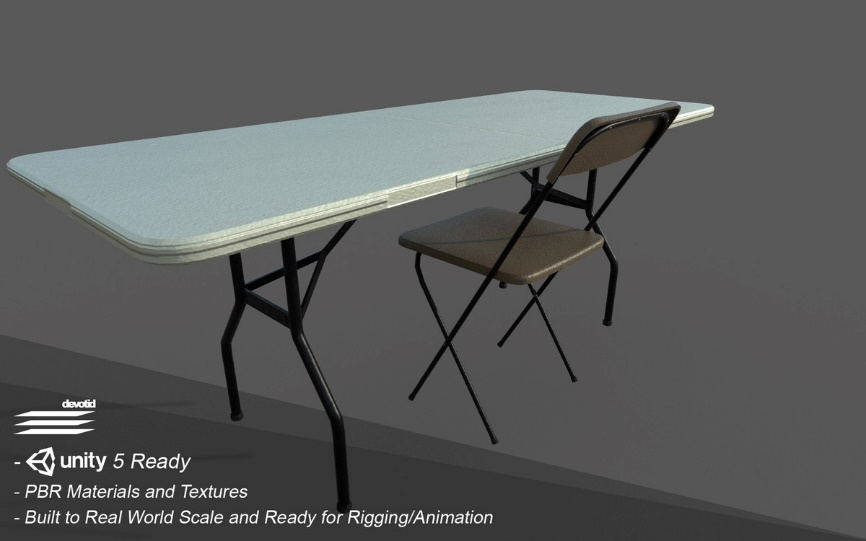 devotid
- unity 5 Ready
- PBR Materials and Textures
- Built to Real World Scale and Ready for Rigging/Animation